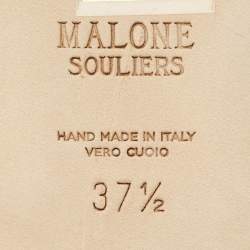 MALONE
SOULIERS
HAND MADE IN ITALY
VERO CUOIO
37½